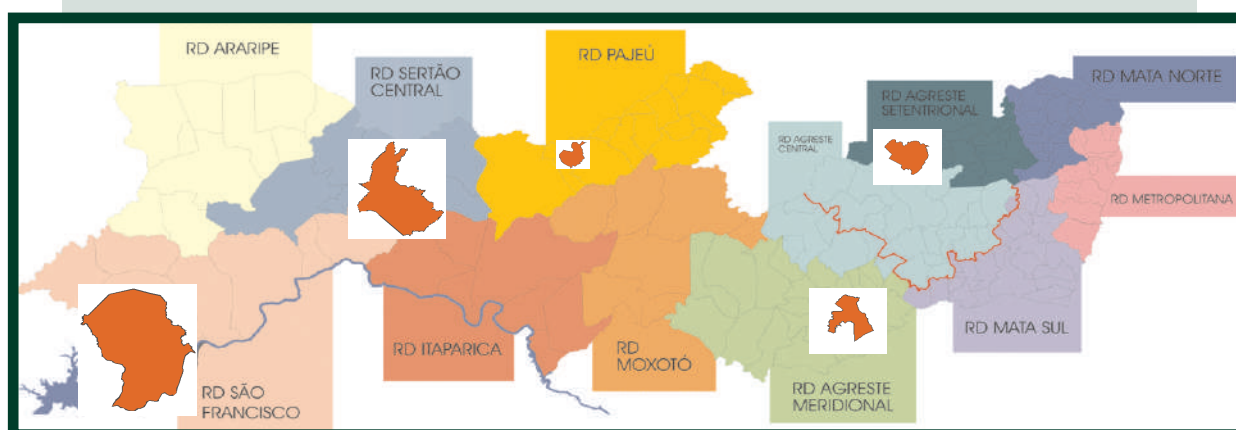 RD ARARIPE
RD SERTÃO
CENTRAL
RD PAJEÚ
RD AGRESTE
SETENTRIONAL
RD MATA NORTE
RD AGRESTE
CENTRAL
RD METROPOLITANA
RD MATA SUL
RD ITAPARICA
RD
MOXOTÓ
RD SÃO
FRANCISCO
RD AGRESTE
MERIDIONAL